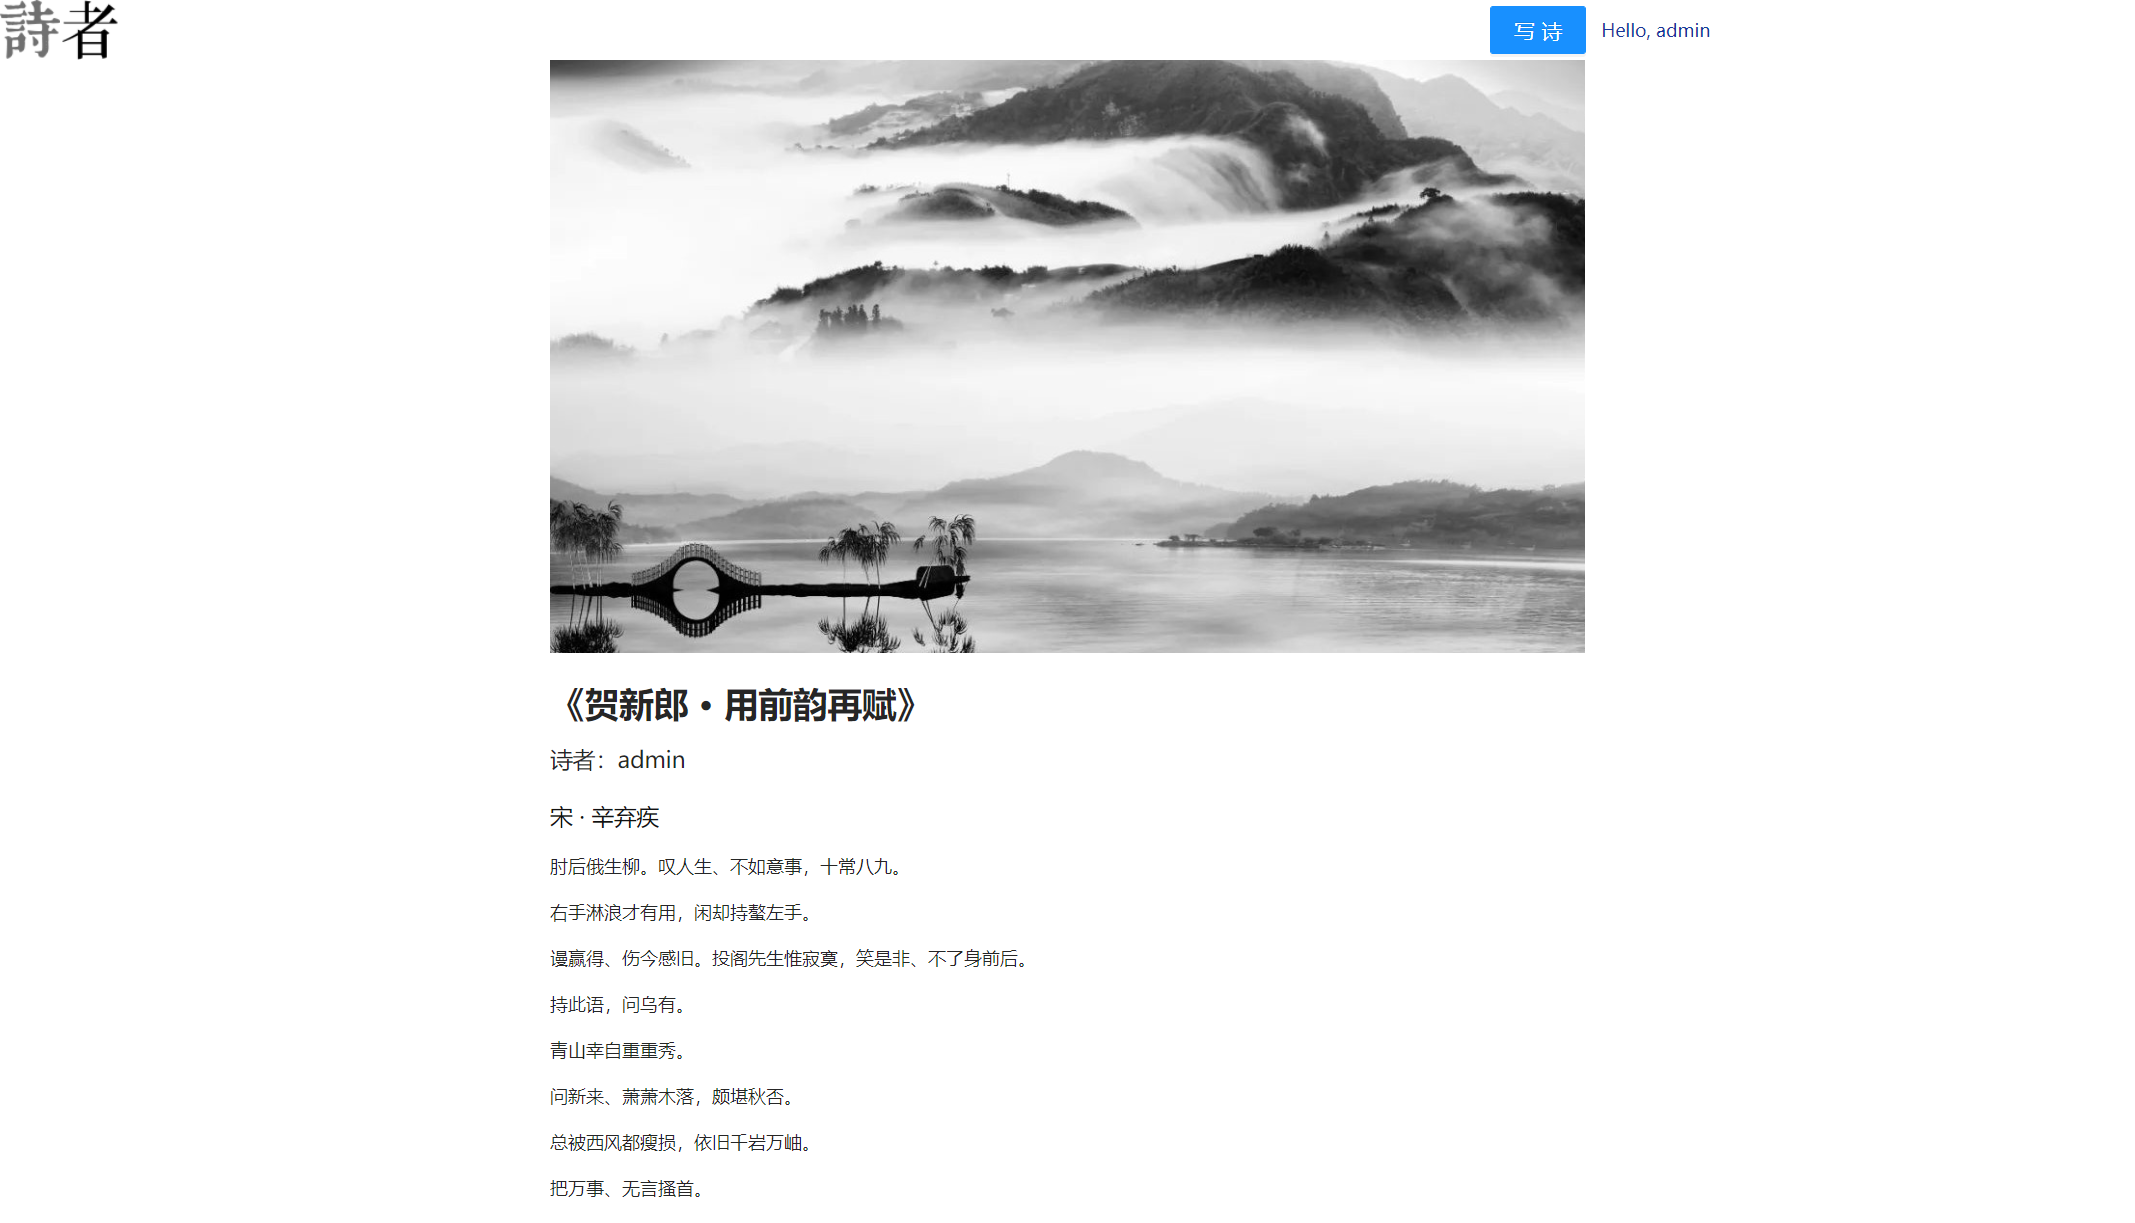 詩者
写 诗
Hello, admin
《贺新郎·用前韵再赋》
诗者：admin
宋 · 辛弃疾
肘后俄生柳。叹人生、不如意事，十常八九。
右手淋浪才有用，闲却持螯左手。
谩赢得、伤今感旧。投阁先生惟寂寞，笑是非、不了身前后。
持此语，问乌有。
青山幸自重重秀。
问新来、萧萧木落，颇堪秋否。
总被西风都瘦损，依旧千岩万岫。
把万事、无言搔首。